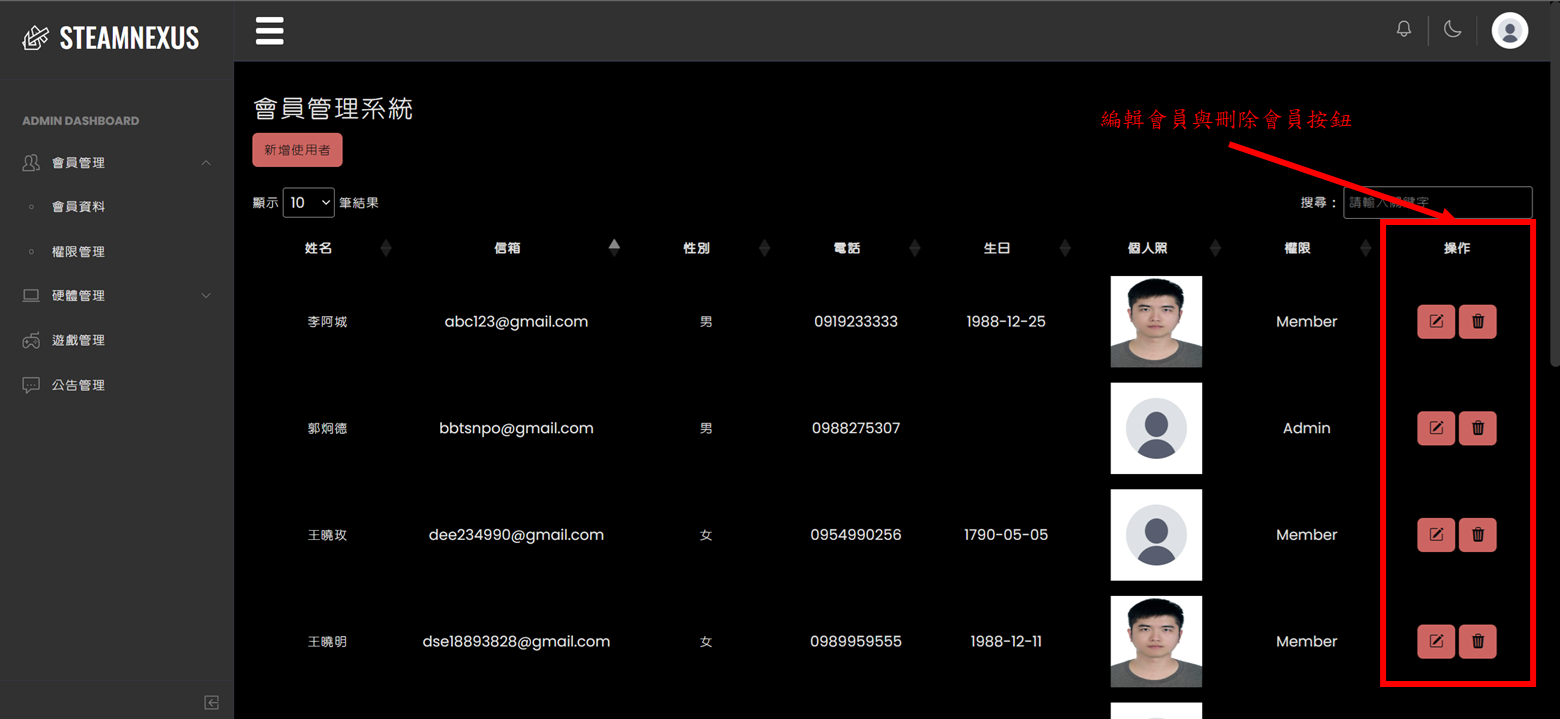 STEAMNEXUS
ADMIN DASHBOARD
會員管理
會員資料
權限管理
硬體管理
遊戲管理
公告管理
會員管理系統
編輯會員與刪除會員按鈕
新增使用者
顯示 10 筆結果
搜尋： 請輸入關鍵字
姓名 信箱 性別 電話 生日 個人照 權限 操作
李阿城 abc123@gmail.com 男 0919233333 1988-12-25 Member
郭炯德 bbtsnpo@gmail.com 男 0988275307 Admin
王曉玫 dee234990@gmail.com 女 0954990256 1790-05-05 Member
王曉明 dse18893828@gmail.com 女 0989959555 1988-12-11 Member